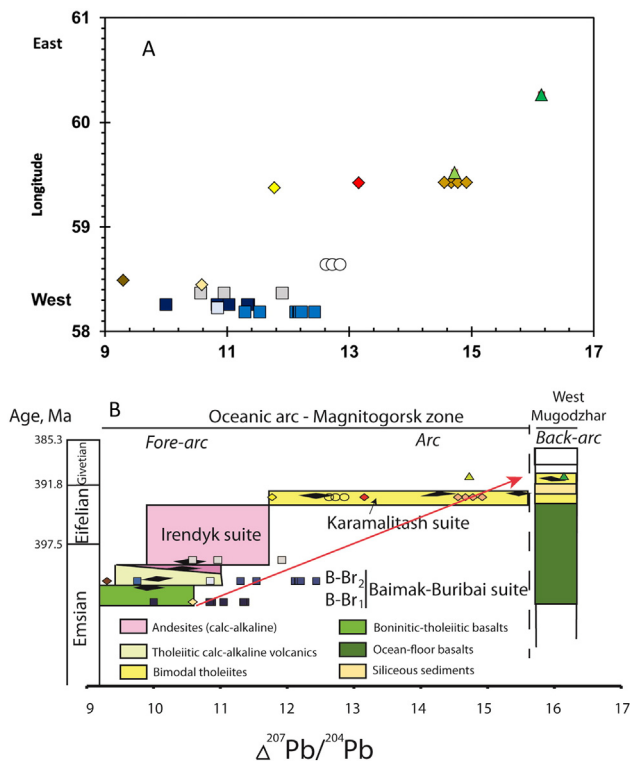 61
East
A
60
Longitude
59
West
58
9 11 13 15 17
West
Age, Ma B Oceanic arc - Magnitogorsk zone Mugodzhar
385.3 Fore-arc Arc Back-arc
Givetian
391.8
Eifelian
Karamalitash suite
Irendyk suite
397.5
B-Br2
B-Br1 Baimak-Buribai suite
Emsian
Andesites (calc-alkaline) Boninitic-tholeiitic basalts
Tholeiitic calc-alkaline volcanics Ocean-floor basalts
Bimodal tholeiites Siliceous sediments
9 10 11 12 13 14 15 16 17
Δ²⁰⁷Pb/²⁰⁴Pb